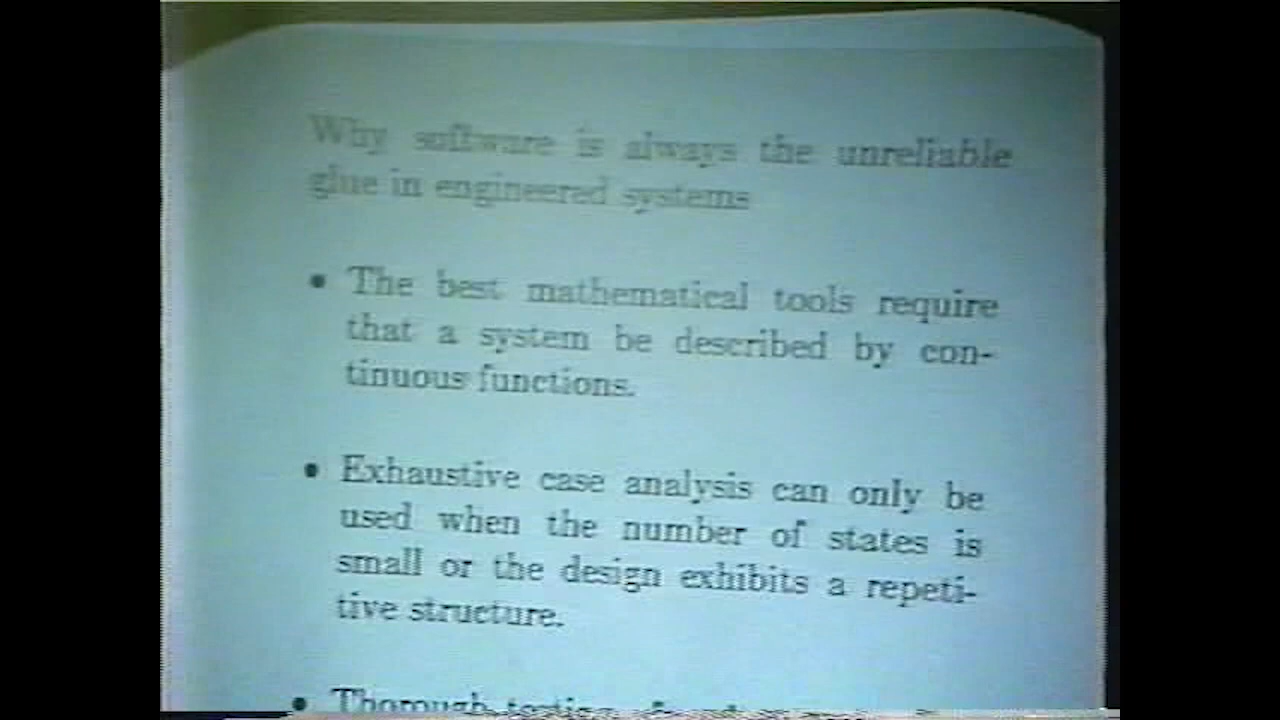 Why software is always the unreliable
glue in engineered systems
• The best mathematical tools require
that a system be described by con-
tinuous functions.
• Exhaustive case analysis can only be
used when the number of states is
small or the design exhibits a repeti-
tive structure.
• Thorough testing